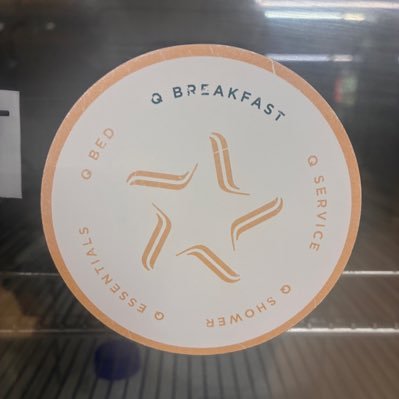 Q BREAKFAST
Q SERVICE
Q SHOWER
Q ESSENTIALS
Q BED